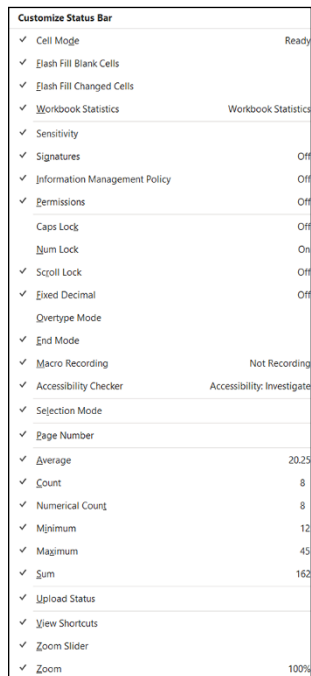 Customize Status Bar
Cell Mode Ready
Flash Fill Blank Cells
Flash Fill Changed Cells
Workbook Statistics Workbook Statistics
Sensitivity
Signatures Off
Information Management Policy Off
Permissions Off
Caps Lock Off
Num Lock On
Scroll Lock Off
Fixed Decimal Off
Overtype Mode
End Mode
Macro Recording Not Recording
Accessibility Checker Accessibility: Investigate
Selection Mode
Page Number
Average 20.25
Count 8
Numerical Count 8
Minimum 12
Maximum 45
Sum 162
Upload Status
View Shortcuts
Zoom Slider
Zoom 100%